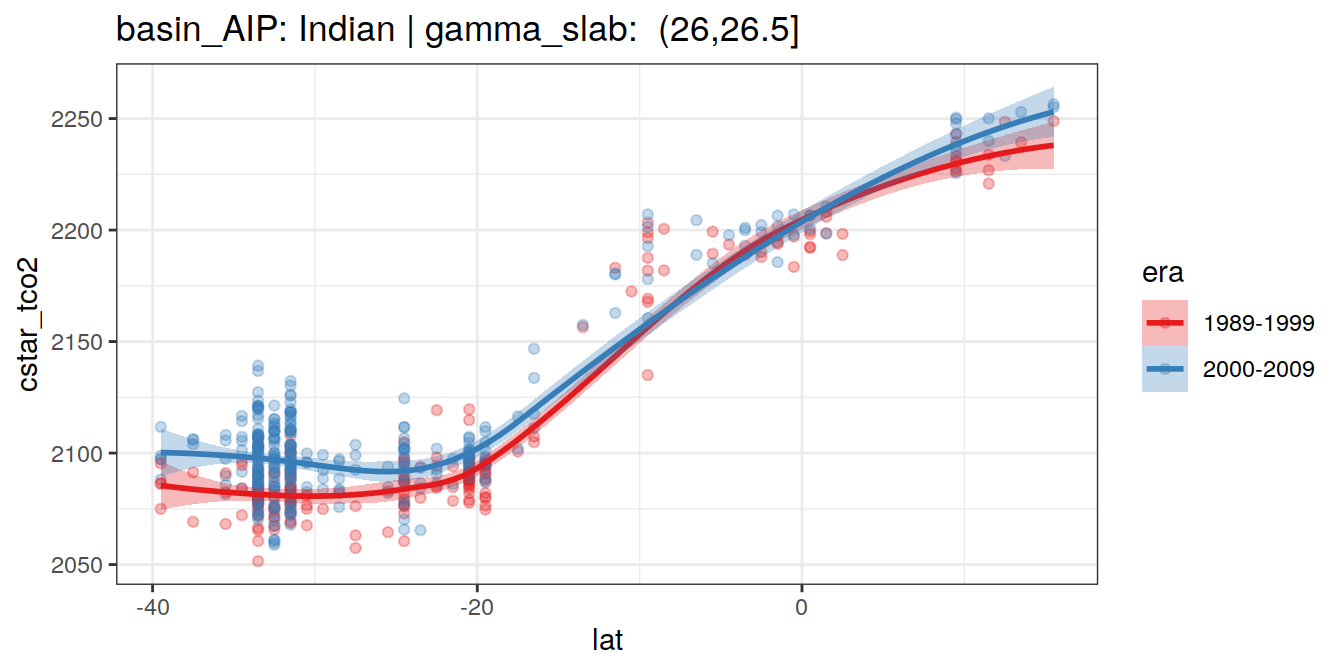 basin_AIP: Indian | gamma_slab:  (26,26.5]
cstar_tco2
2250
2200
2150
2100
2050
-40
-20
0
lat
era
1989-1999
2000-2009